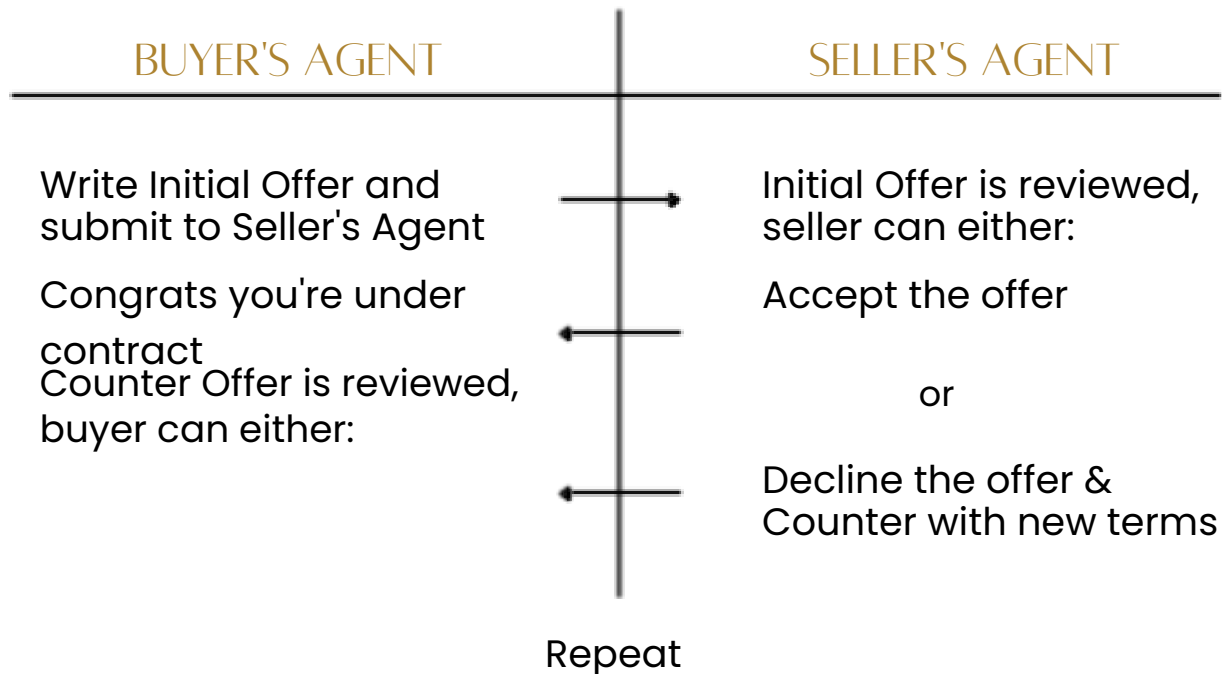 BUYER'S AGENT
SELLER'S AGENT
Write Initial Offer and
submit to Seller's Agent
Initial Offer is reviewed,
seller can either:
Congrats you're under
contract
Accept the offer
Counter Offer is reviewed,
buyer can either:
or
Decline the offer &
Counter with new terms
Repeat